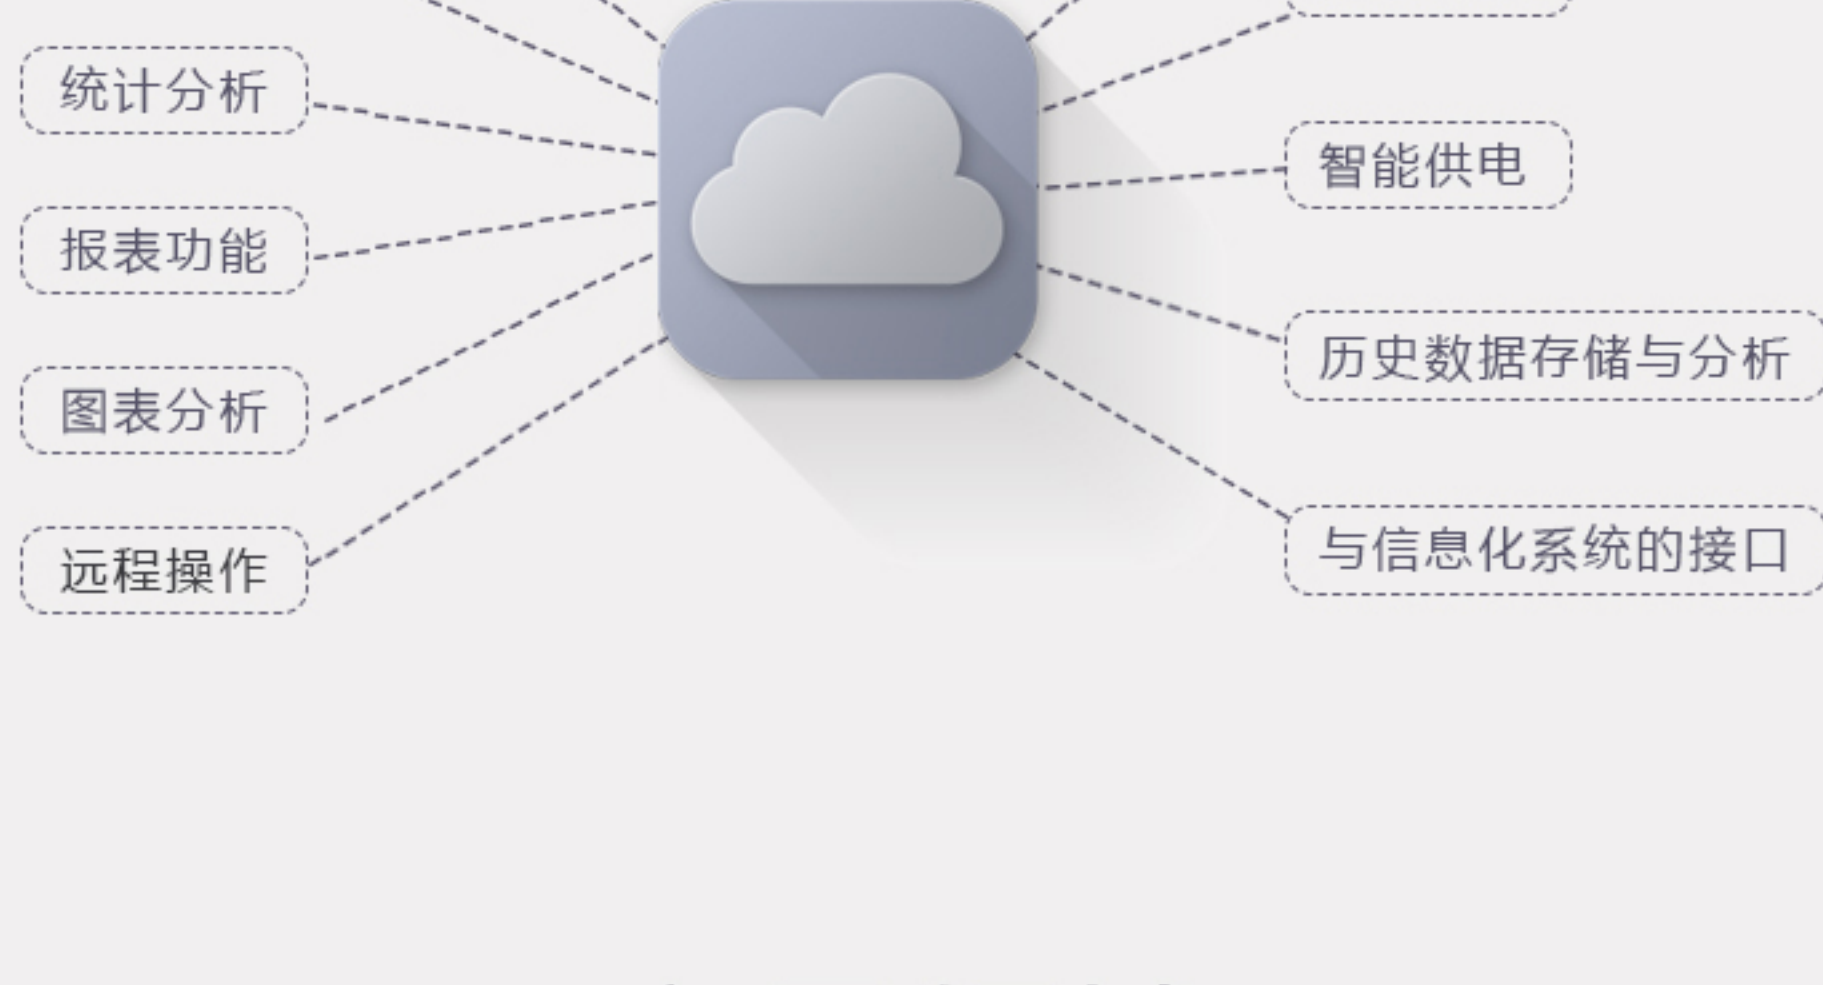 统计分析
报表功能
图表分析
远程操作
智能供电
历史数据存储与分析
与信息化系统的接口